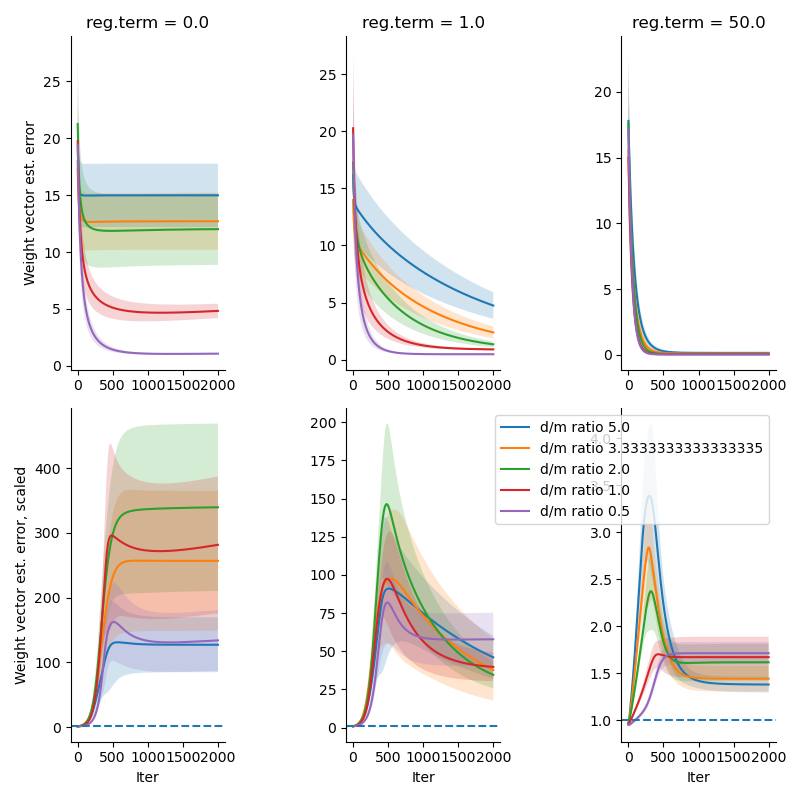 reg.term = 0.0
reg.term = 1.0
reg.term = 50.0
Weight vector est. error
25
20
15
10
5
0
0 500 1000 1500 2000
25
20
15
10
5
0
0 500 1000 1500 2000
20
15
10
5
0
0 500 1000 1500 2000
Weight vector est. error, scaled
400
300
200
100
0
0 500 1000 1500 2000
Iter
200
175
150
125
100
75
50
25
0
0 500 1000 1500 2000
Iter
d/m ratio 5.0
d/m ratio 3.3333333333333335
d/m ratio 2.0
d/m ratio 1.0
d/m ratio 0.5
4.0
3.5
3.0
2.5
2.0
1.5
1.0
0 500 1000 1500 2000
Iter